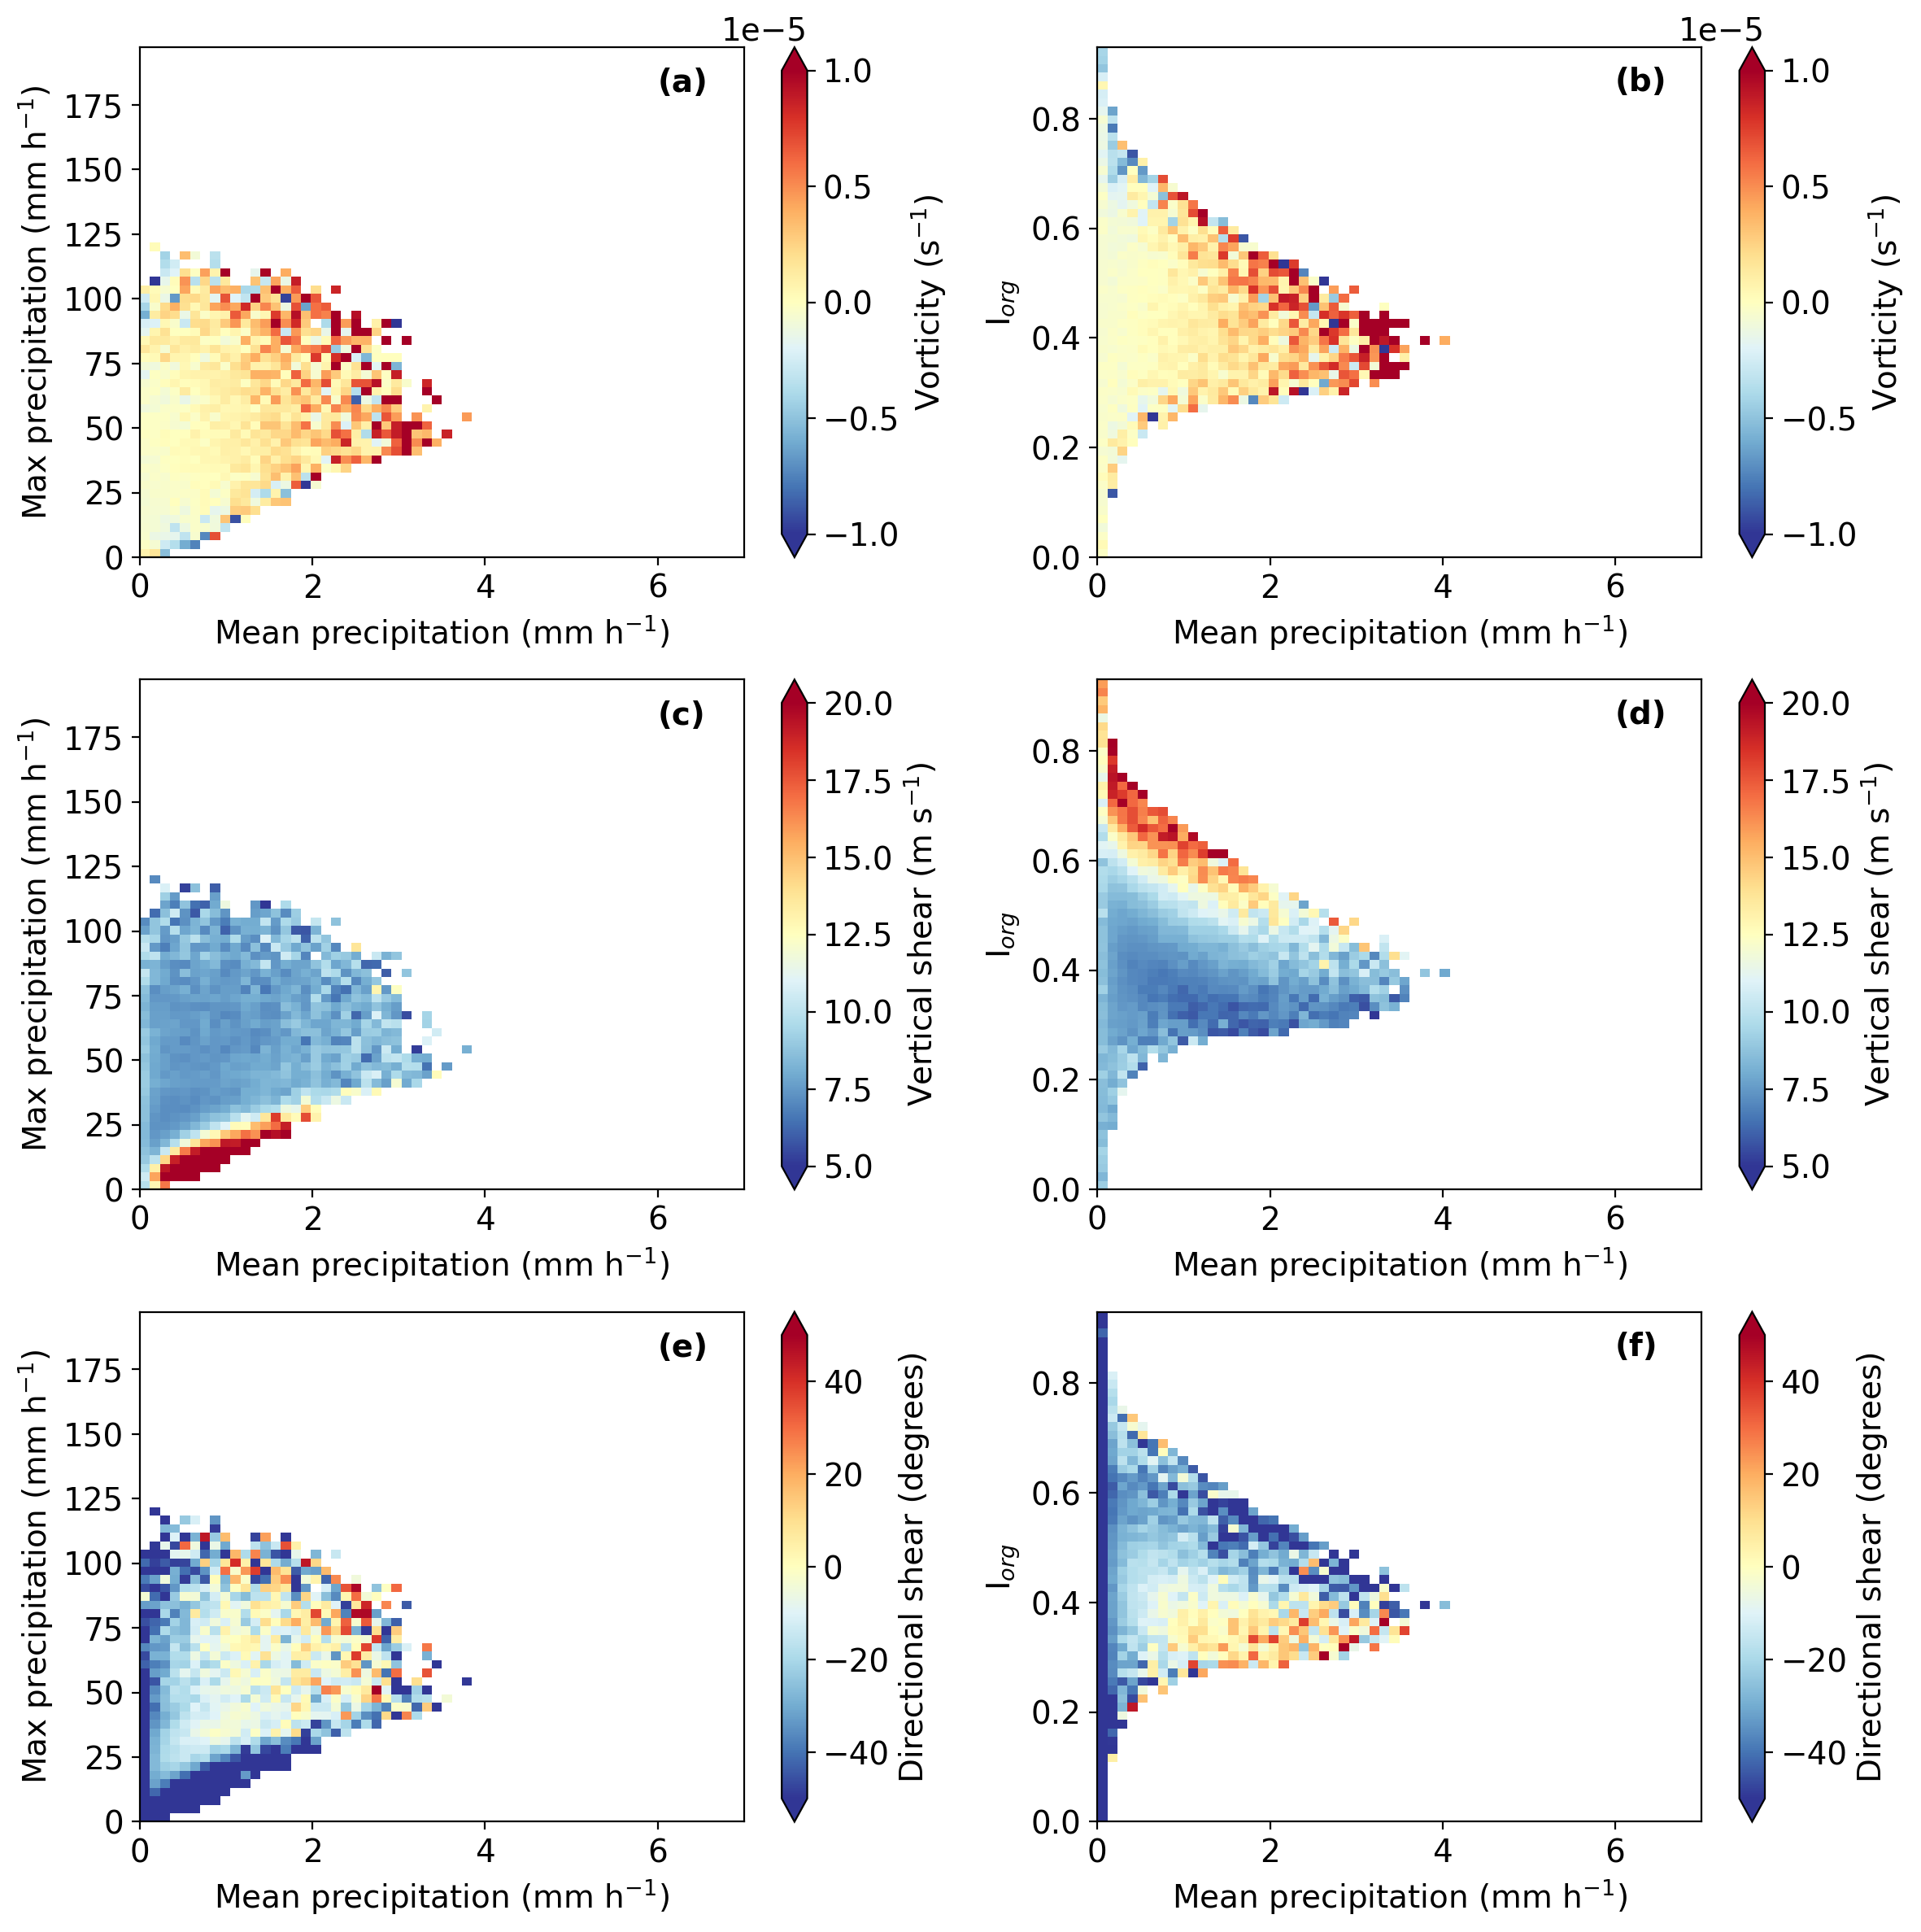 1e−5
(a)
175
150
125
100
75
50
25
0
0 2 4 6
Max precipitation (mm h⁻¹)
Mean precipitation (mm h⁻¹)
1.0
0.5
0.0
−0.5
−1.0
Vorticity (s⁻¹)
1e−5
(b)
0.8
0.6
0.4
0.2
0.0
0 2 4 6
I_org
Mean precipitation (mm h⁻¹)
1.0
0.5
0.0
−0.5
−1.0
Vorticity (s⁻¹)
(c)
175
150
125
100
75
50
25
0
0 2 4 6
Max precipitation (mm h⁻¹)
Mean precipitation (mm h⁻¹)
20.0
17.5
15.0
12.5
10.0
7.5
5.0
Vertical shear (m s⁻¹)
(d)
0.8
0.6
0.4
0.2
0.0
0 2 4 6
I_org
Mean precipitation (mm h⁻¹)
20.0
17.5
15.0
12.5
10.0
7.5
5.0
Vertical shear (m s⁻¹)
(e)
175
150
125
100
75
50
25
0
0 2 4 6
Max precipitation (mm h⁻¹)
Mean precipitation (mm h⁻¹)
40
20
0
−20
−40
Directional shear (degrees)
(f)
0.8
0.6
0.4
0.2
0.0
0 2 4 6
I_org
Mean precipitation (mm h⁻¹)
40
20
0
−20
−40
Directional shear (degrees)